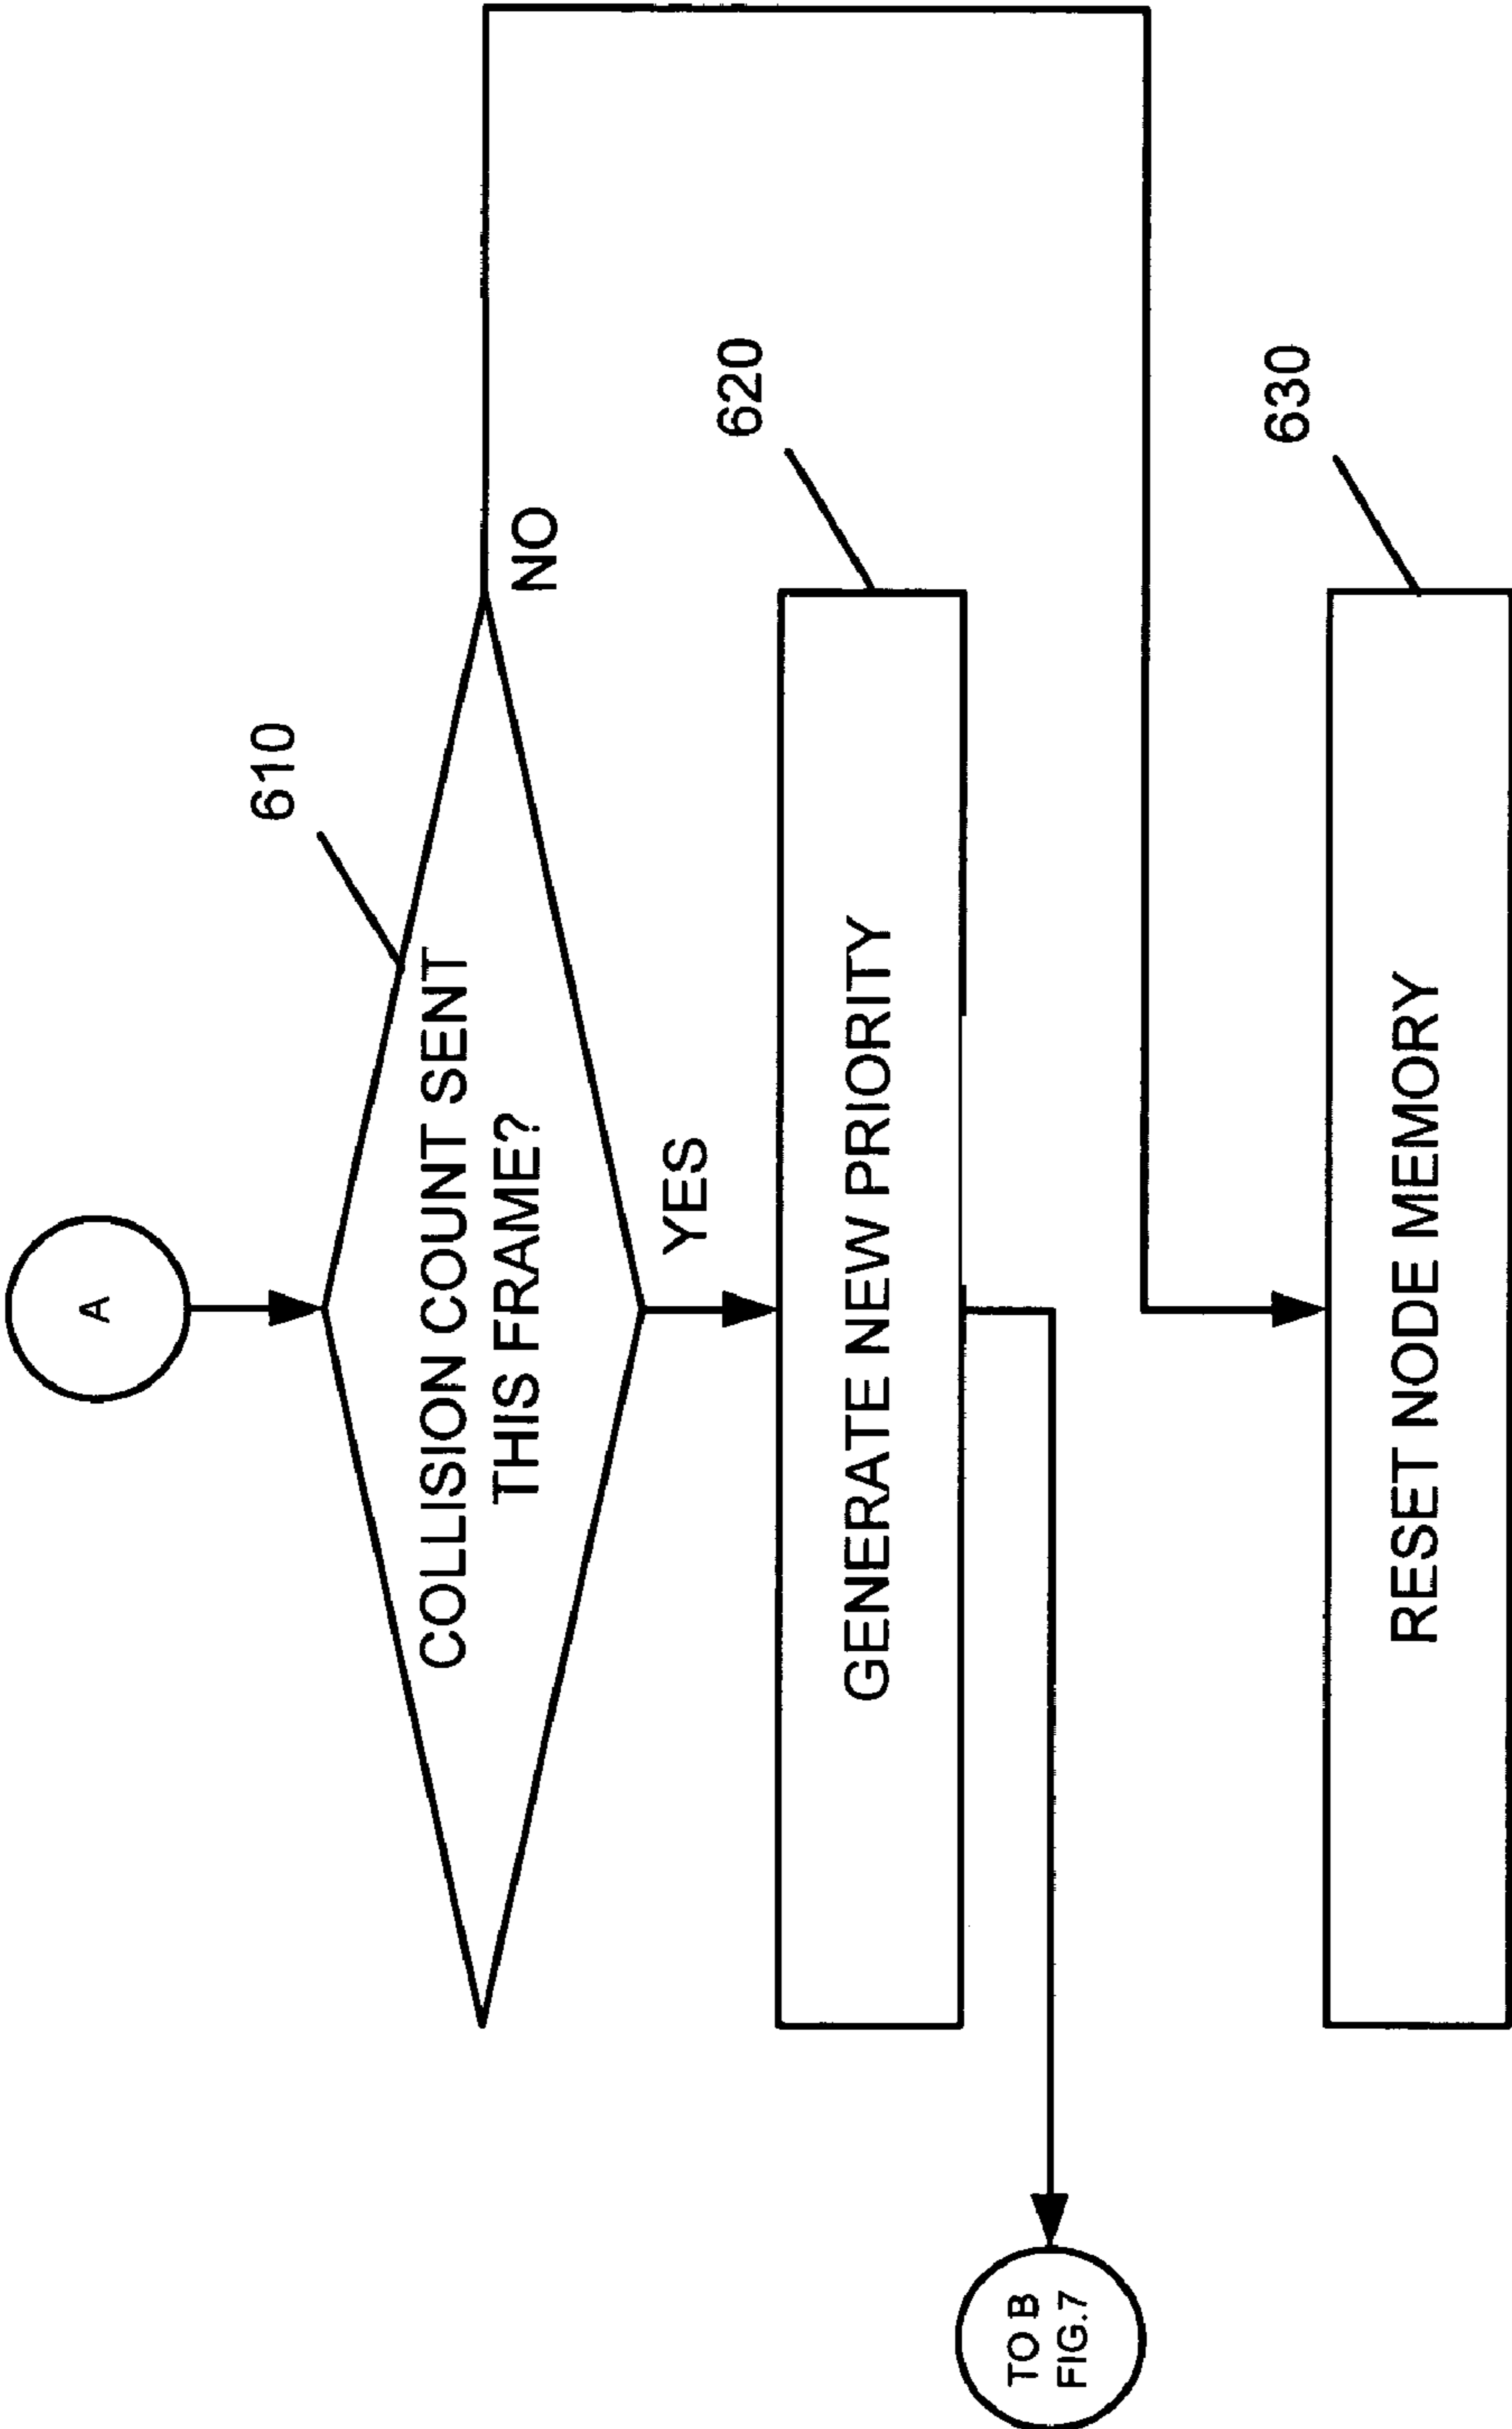 A
610
COLLISION COUNT SENT
THIS FRAME?
NO
YES
620
GENERATE NEW PRIORITY
TO B
FIG.7
630
RESET NODE MEMORY